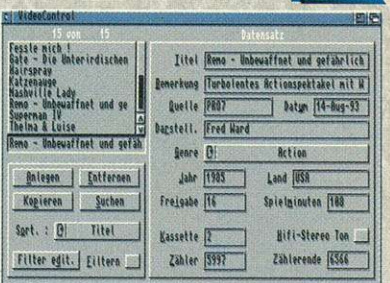 VideoControl
15 von 15
Fessle mich !
Gate - Die Unterirdischen
Hairspray
Katzenauge
Nashville Lady
Remo - Unbewaffnet und ge
Superman IV
Thelma & Louise
Remo - Unbewaffnet und gefäh
Anlegen
Entfernen
Kopieren
Suchen
Sort. :
Titel
Filter edit.
Filtern
Datensatz
Titel Remo - Unbewaffnet und gefährlich
Bemerkung Turbolentes Actionspektakel mit W
Quelle PRO7 Datum 14-Aug-93
Darstell. Fred Ward
Genre Action
Jahr 1985 Land USA
Freigabe 16 Spielminuten 108
Kassette 2 Hifi-Stereo Ton
Zähler 5997 Zählerende 6566